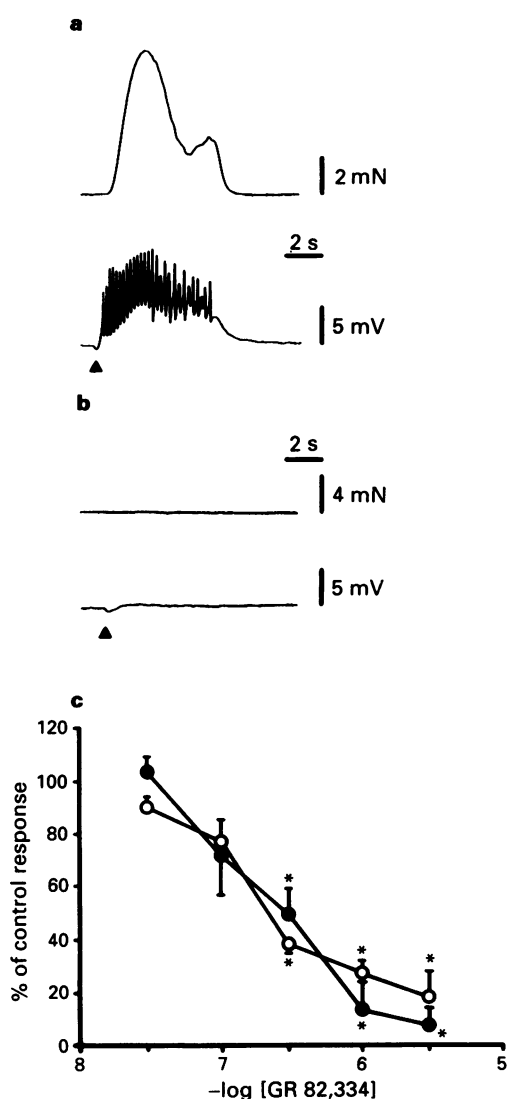 a
2 mN
2 s
5 mV
b
2 s
4 mN
5 mV
c
% of control response
120
100
80
60
40
20
0
* * * * * *
8 7 6 5
–log [GR 82,334]